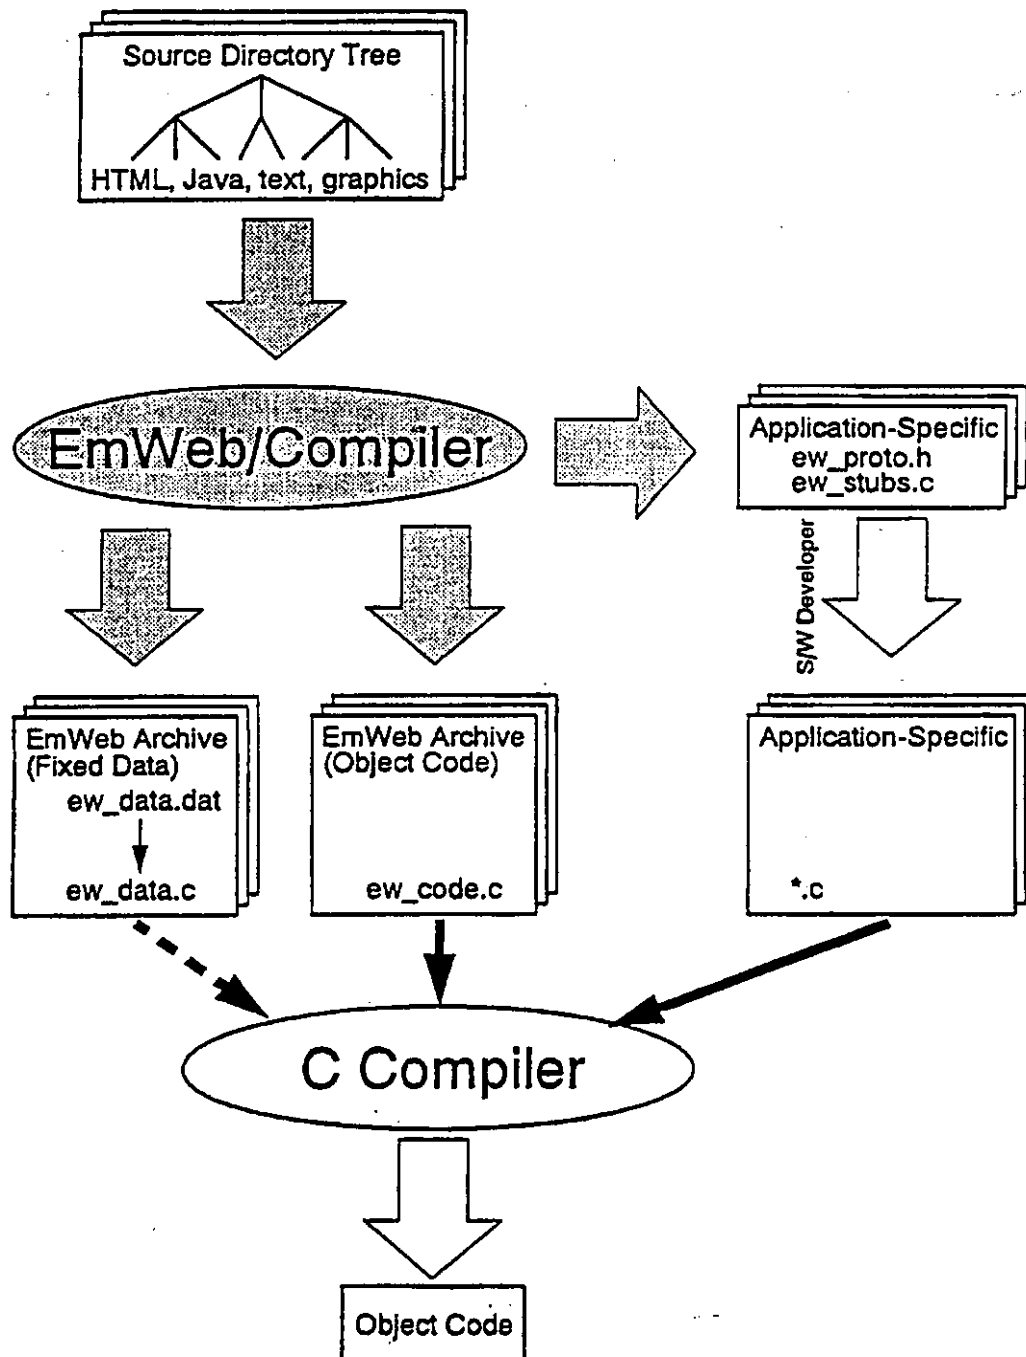 Source Directory Tree
HTML, Java, text, graphics
EmWeb/Compiler
Application-Specific
ew_proto.h
ew_stubs.c
S/W Developer
EmWeb Archive
(Fixed Data)
ew_data.dat
ew_data.c
EmWeb Archive
(Object Code)
ew_code.c
Application-Specific
*.c
C Compiler
Object Code